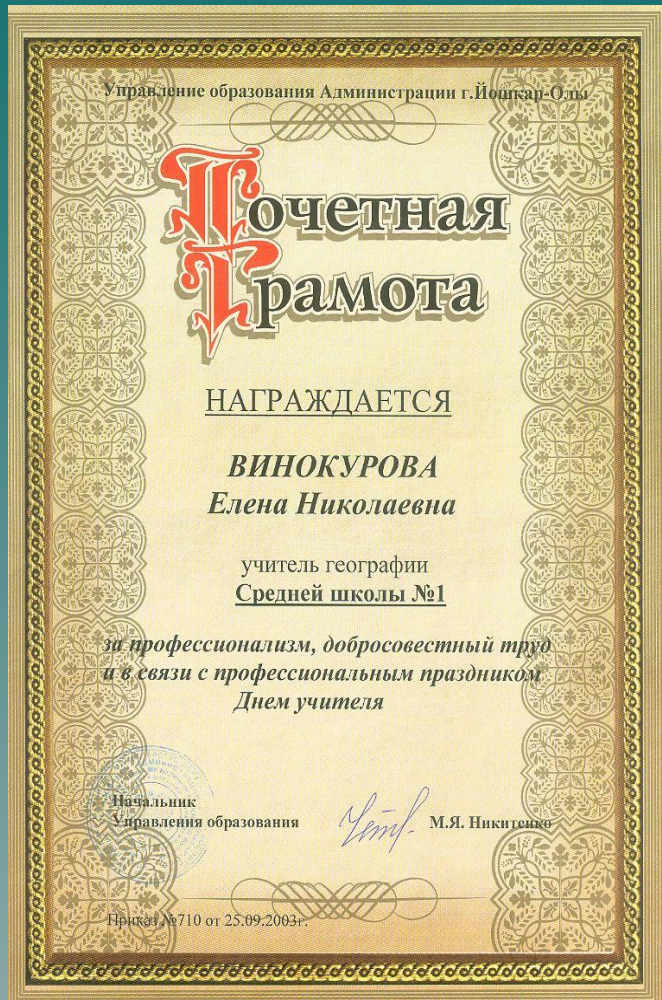 Управление образования Администрации г.Йошкар-Олы
Почетная
Грамота
НАГРАЖДАЕТСЯ
ВИНОКУРОВА
Елена Николаевна
учитель географии
Средней школы №1
за профессионализм, добросовестный труд
и в связи с профессиональным праздником
Днем учителя
Начальник
Управления образования
М.Я. Никитенко
Приказ №710 от 25.09.2003г.